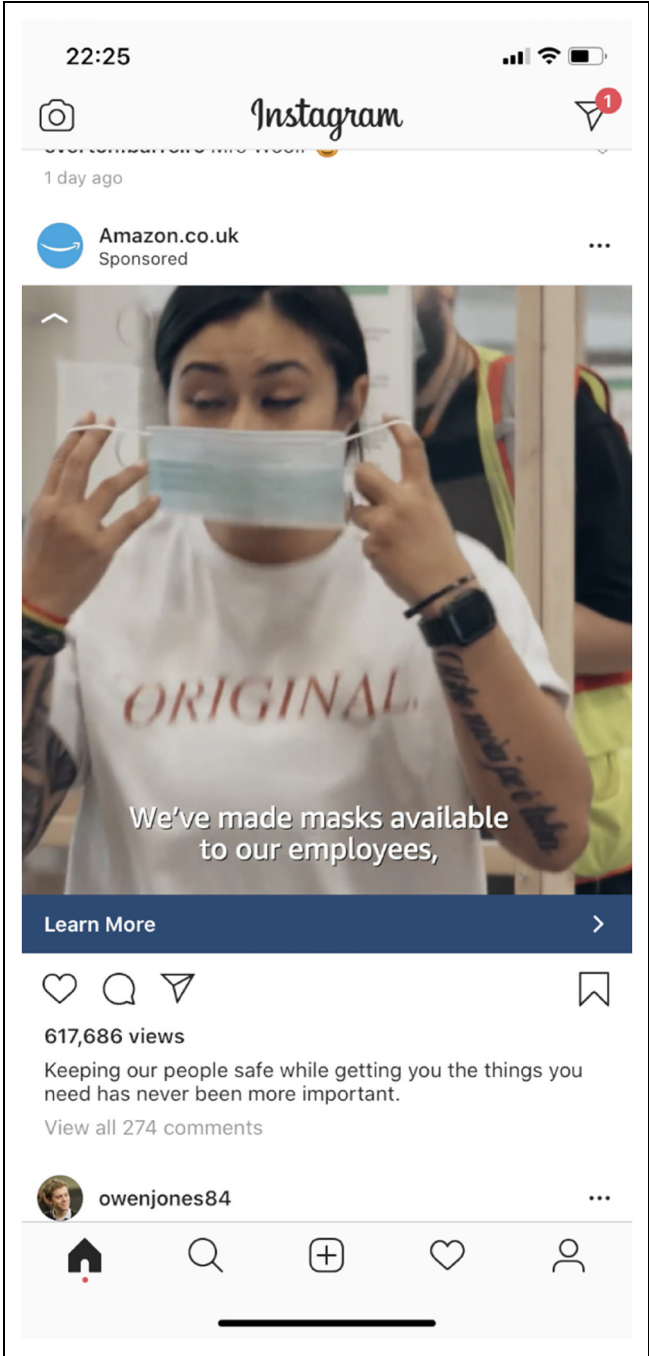 22:25
Instagram
1
1 day ago
Amazon.co.uk
Sponsored
ORIGINAL.
We've made masks available
to our employees,
Learn More
617,686 views
Keeping our people safe while getting you the things you
need has never been more important.
View all 274 comments
owenjones84